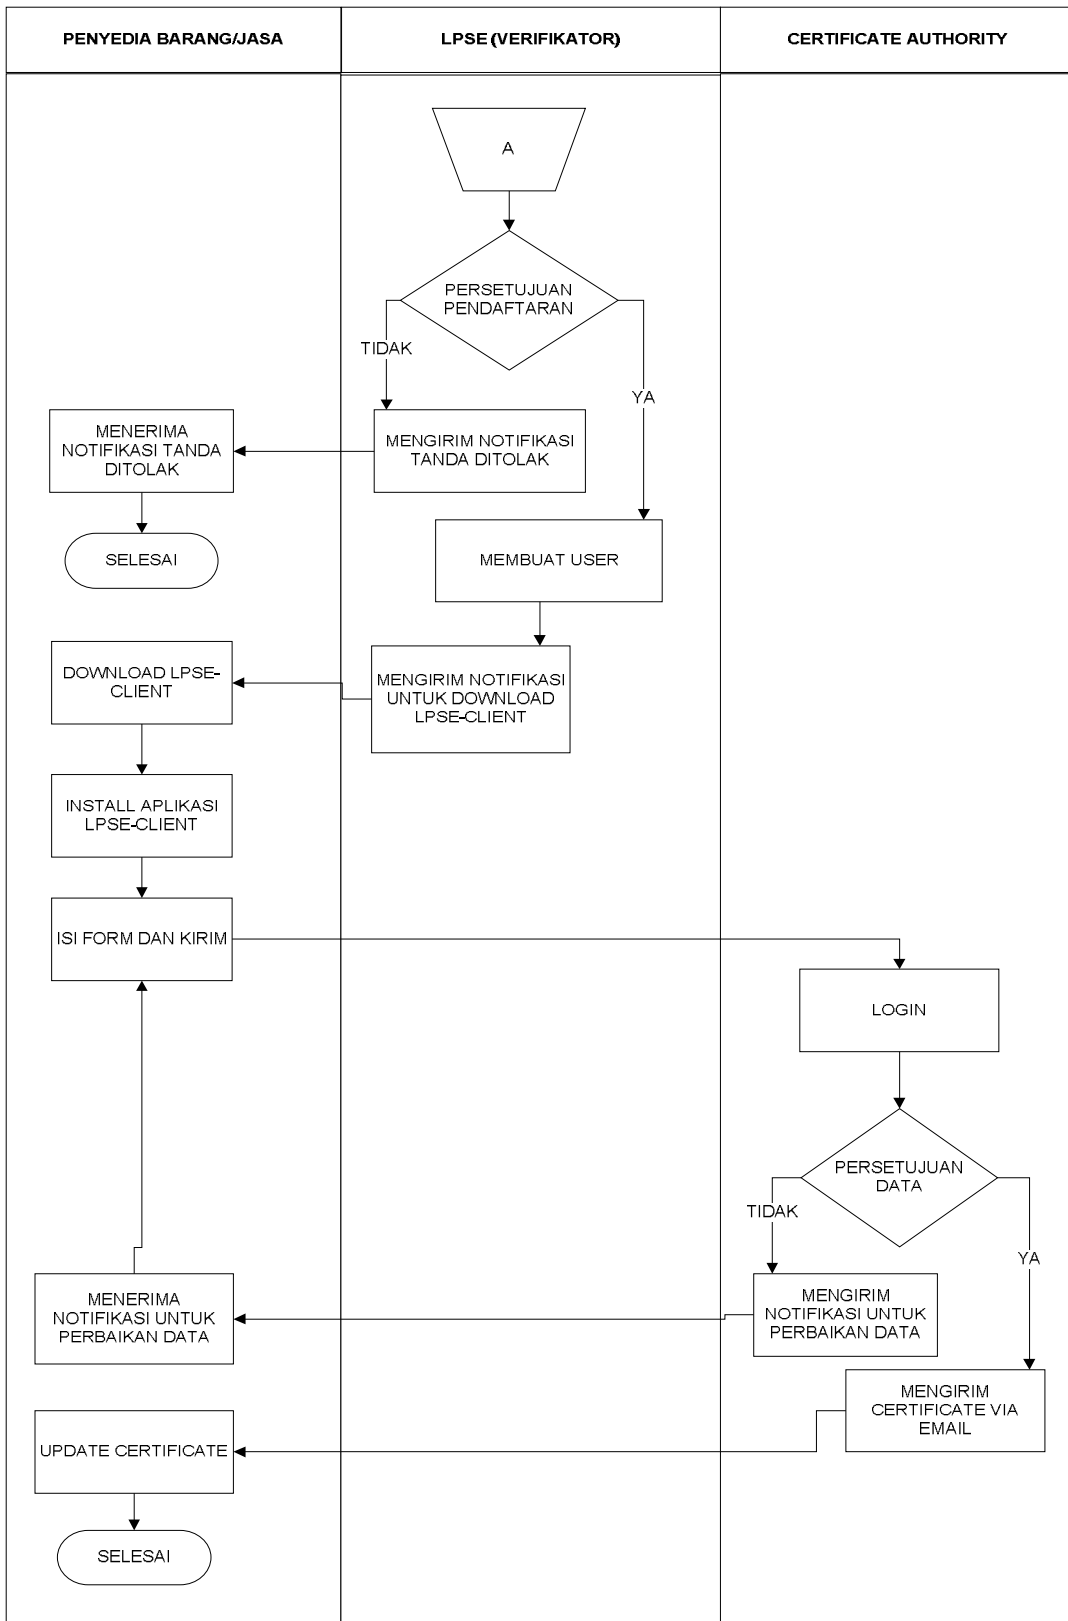 PENYEDIA BARANG/JASA
LPSE (VERIFIKATOR)
CERTIFICATE AUTHORITY
A
PERSETUJUAN
PENDAFTARAN
TIDAK
YA
MENERIMA
NOTIFIKASI TANDA
DITOLAK
MENGIRIM NOTIFIKASI
TANDA DITOLAK
SELESAI
MEMBUAT USER
DOWNLOAD LPSE-
CLIENT
MENGIRIM NOTIFIKASI
UNTUK DOWNLOAD
LPSE-CLIENT
INSTALL APLIKASI
LPSE-CLIENT
ISI FORM DAN KIRIM
LOGIN
PERSETUJUAN
DATA
TIDAK
YA
MENERIMA
NOTIFIKASI UNTUK
PERBAIKAN DATA
MENGIRIM
NOTIFIKASI UNTUK
PERBAIKAN DATA
MENGIRIM
CERTIFICATE VIA
EMAIL
UPDATE CERTIFICATE
SELESAI